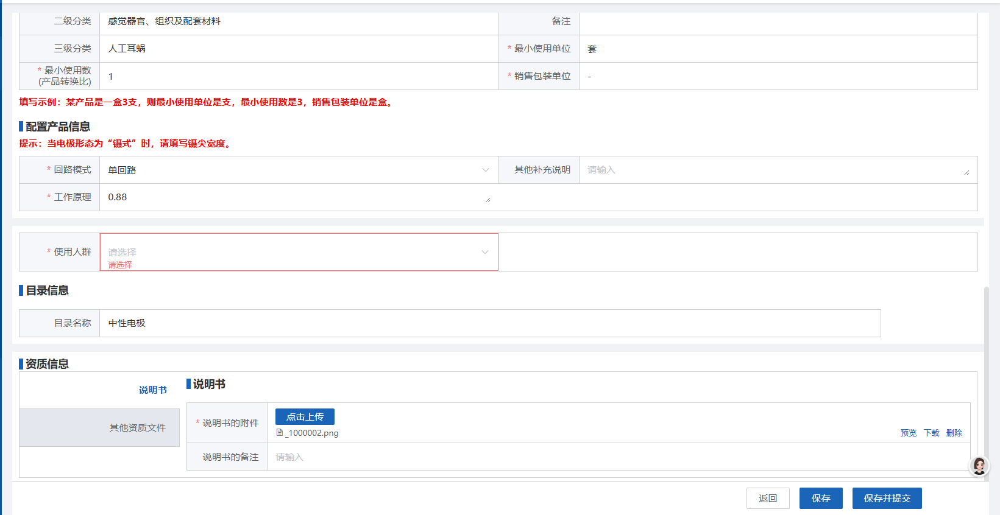 二级分类 感觉器官、组织及配套材料 备注
三级分类 人工耳蜗 * 最小使用单位 套
* 最小使用数
(产品转换比) 1 * 销售包装单位 -
填写示例：某产品是一盒3支，则最小使用单位是支，最小使用数是3，销售包装单位是盒。
配置产品信息
提示：当电极形态为“镊式”时，请填写镊尖宽度。
* 回路模式 单回路 其他补充说明 请输入
* 工作原理 0.88
* 使用人群 请选择
请选择
目录信息
目录名称 中性电极
资质信息
说明书
其他资质文件
说明书
* 说明书的附件 点击上传
_1000002.png 预览 下载 删除
说明书的备注 请输入
返回 保存 保存并提交